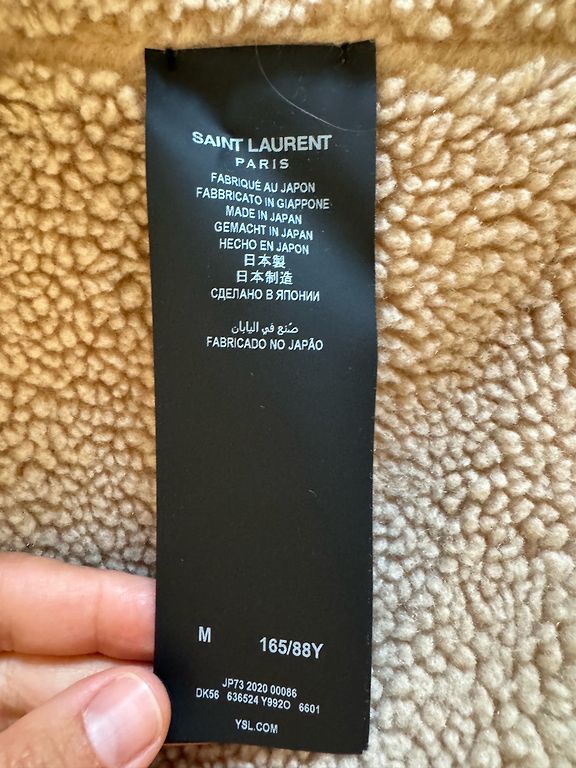 SAINT LAURENT
PARIS
FABRIQUÉ AU JAPON
FABBRICATO IN GIAPPONE
MADE IN JAPAN
GEMACHT IN JAPAN
HECHO EN JAPON
日本製
日本制造
СДЕЛАНО В ЯПОНИИ
صنع في اليابان
FABRICADO NO JAPÃO
M 165/88Y
JP73 2020 00086
DK56 636524 Y992O 6601
YSL.COM